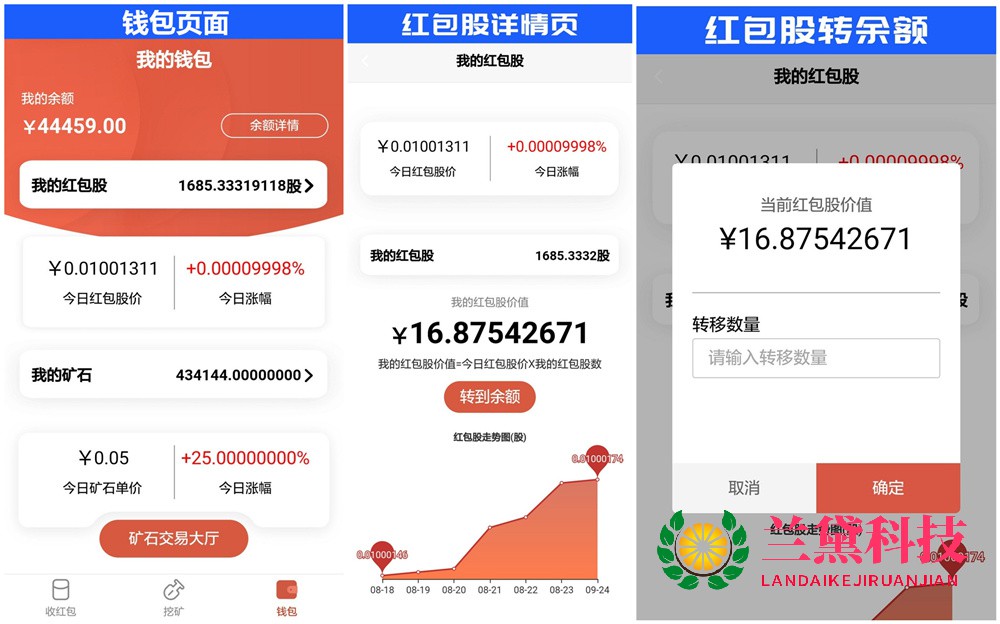 钱包页面
我的钱包
我的余额
￥44459.00
余额详情
我的红包股
1685.33319118股
￥0.01001311
+0.00009998%
今日红包股价
今日涨幅
我的矿石
434144.00000000
￥0.05
+25.00000000%
今日矿石单价
今日涨幅
矿石交易大厅
收红包
挖矿
钱包
红包股详情页
我的红包股
￥0.01001311
+0.00009998%
今日红包股价
今日涨幅
我的红包股
1685.3332股
我的红包股价值
￥16.87542671
我的红包股价值=今日红包股价X我的红包股数
转到余额
红包股走势图(股)
0.01000146
0.01000174
08-18
08-19
08-20
08-21
08-22
08-23
09-24
红包股转余额
我的红包股
￥0.01001311
+0.00009998%
当前红包股价值
¥16.87542671
转移数量
请输入转移数量
取消
确定
红包股走势图(股)
兰黛科技
LANDAIKEJIRUANJIAN